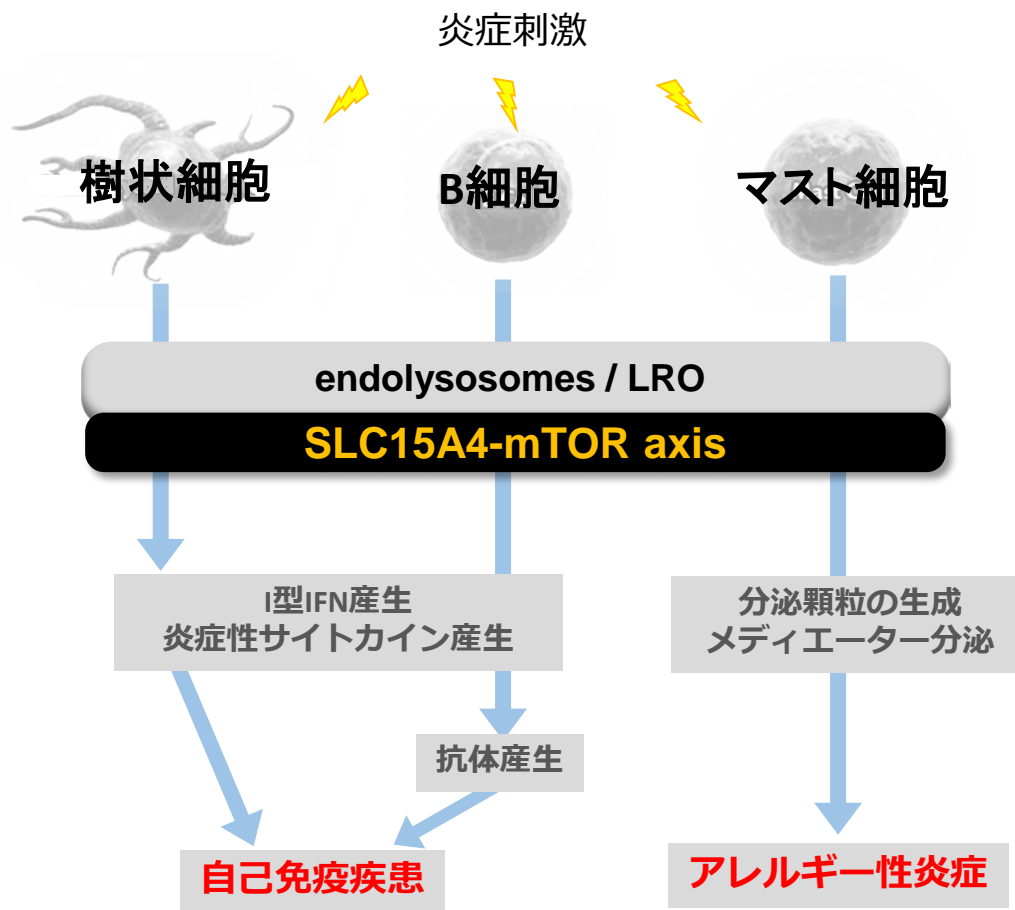 炎症刺激
樹状細胞
B細胞
マスト細胞
endolysosomes / LRO
SLC15A4-mTOR axis
I型IFN産生
炎症性サイトカイン産生
分泌顆粒の生成
メディエーター分泌
抗体産生
自己免疫疾患
アレルギー性炎症